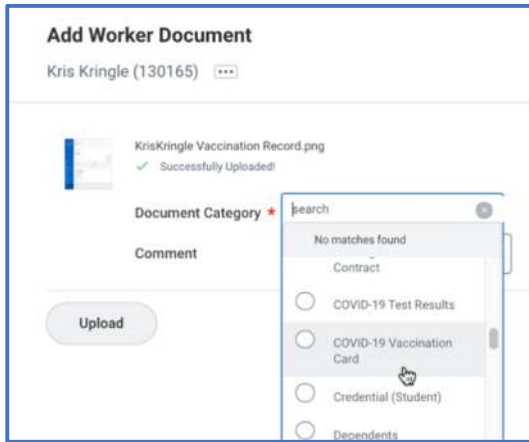 Add Worker Document
Kris Kringle (130165)
KrisKringle Vaccination Record.png
Successfully Uploaded!
Document Category *
search
No matches found
Comment
Contract
COVID-19 Test Results
COVID-19 Vaccination
Card
Credential (Student)
Dependents
Upload